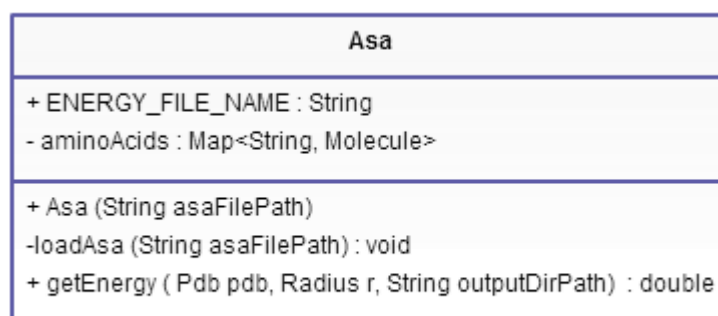 Asa
+ ENERGY_FILE_NAME : String
- aminoAcids : Map<String, Molecule>
+ Asa (String asaFilePath)
-loadAsa (String asaFilePath) : void
+ getEnergy ( Pdb pdb, Radius r, String outputDirPath) : double